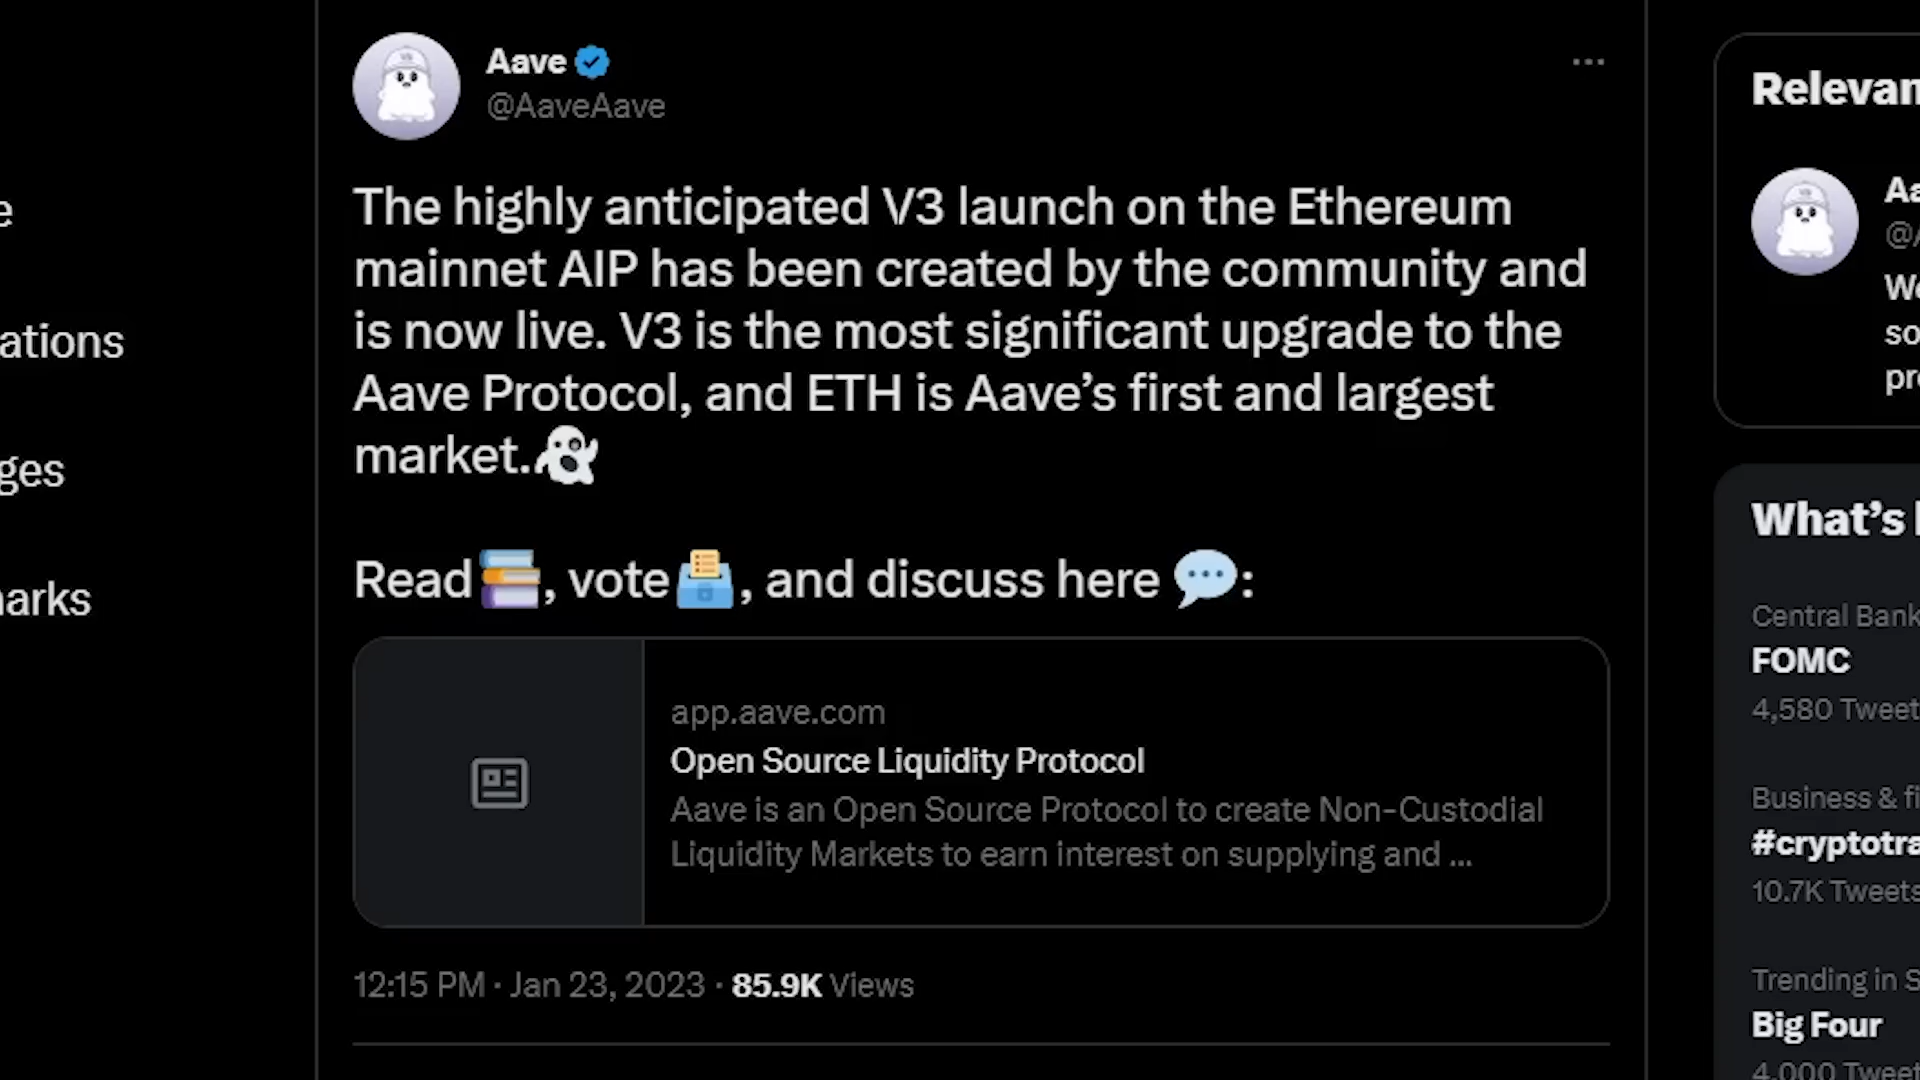 Aave
@AaveAave
The highly anticipated V3 launch on the Ethereum
mainnet AIP has been created by the community and
is now live. V3 is the most significant upgrade to the
Aave Protocol, and ETH is Aave’s first and largest
market.👻
Read📚, vote🗳️, and discuss here 💬:
app.aave.com
Open Source Liquidity Protocol
Aave is an Open Source Protocol to create Non-Custodial
Liquidity Markets to earn interest on supplying and ...
12:15 PM · Jan 23, 2023 · 85.9K Views
e
ations
ges
arks
Relevan
Aa
@A
We
so
pro
What’s
Central Bank
FOMC
4,580 Tweet
Business & fi
#cryptotra
10.7K Tweets
Trending in S
Big Four
4,000 Tweet